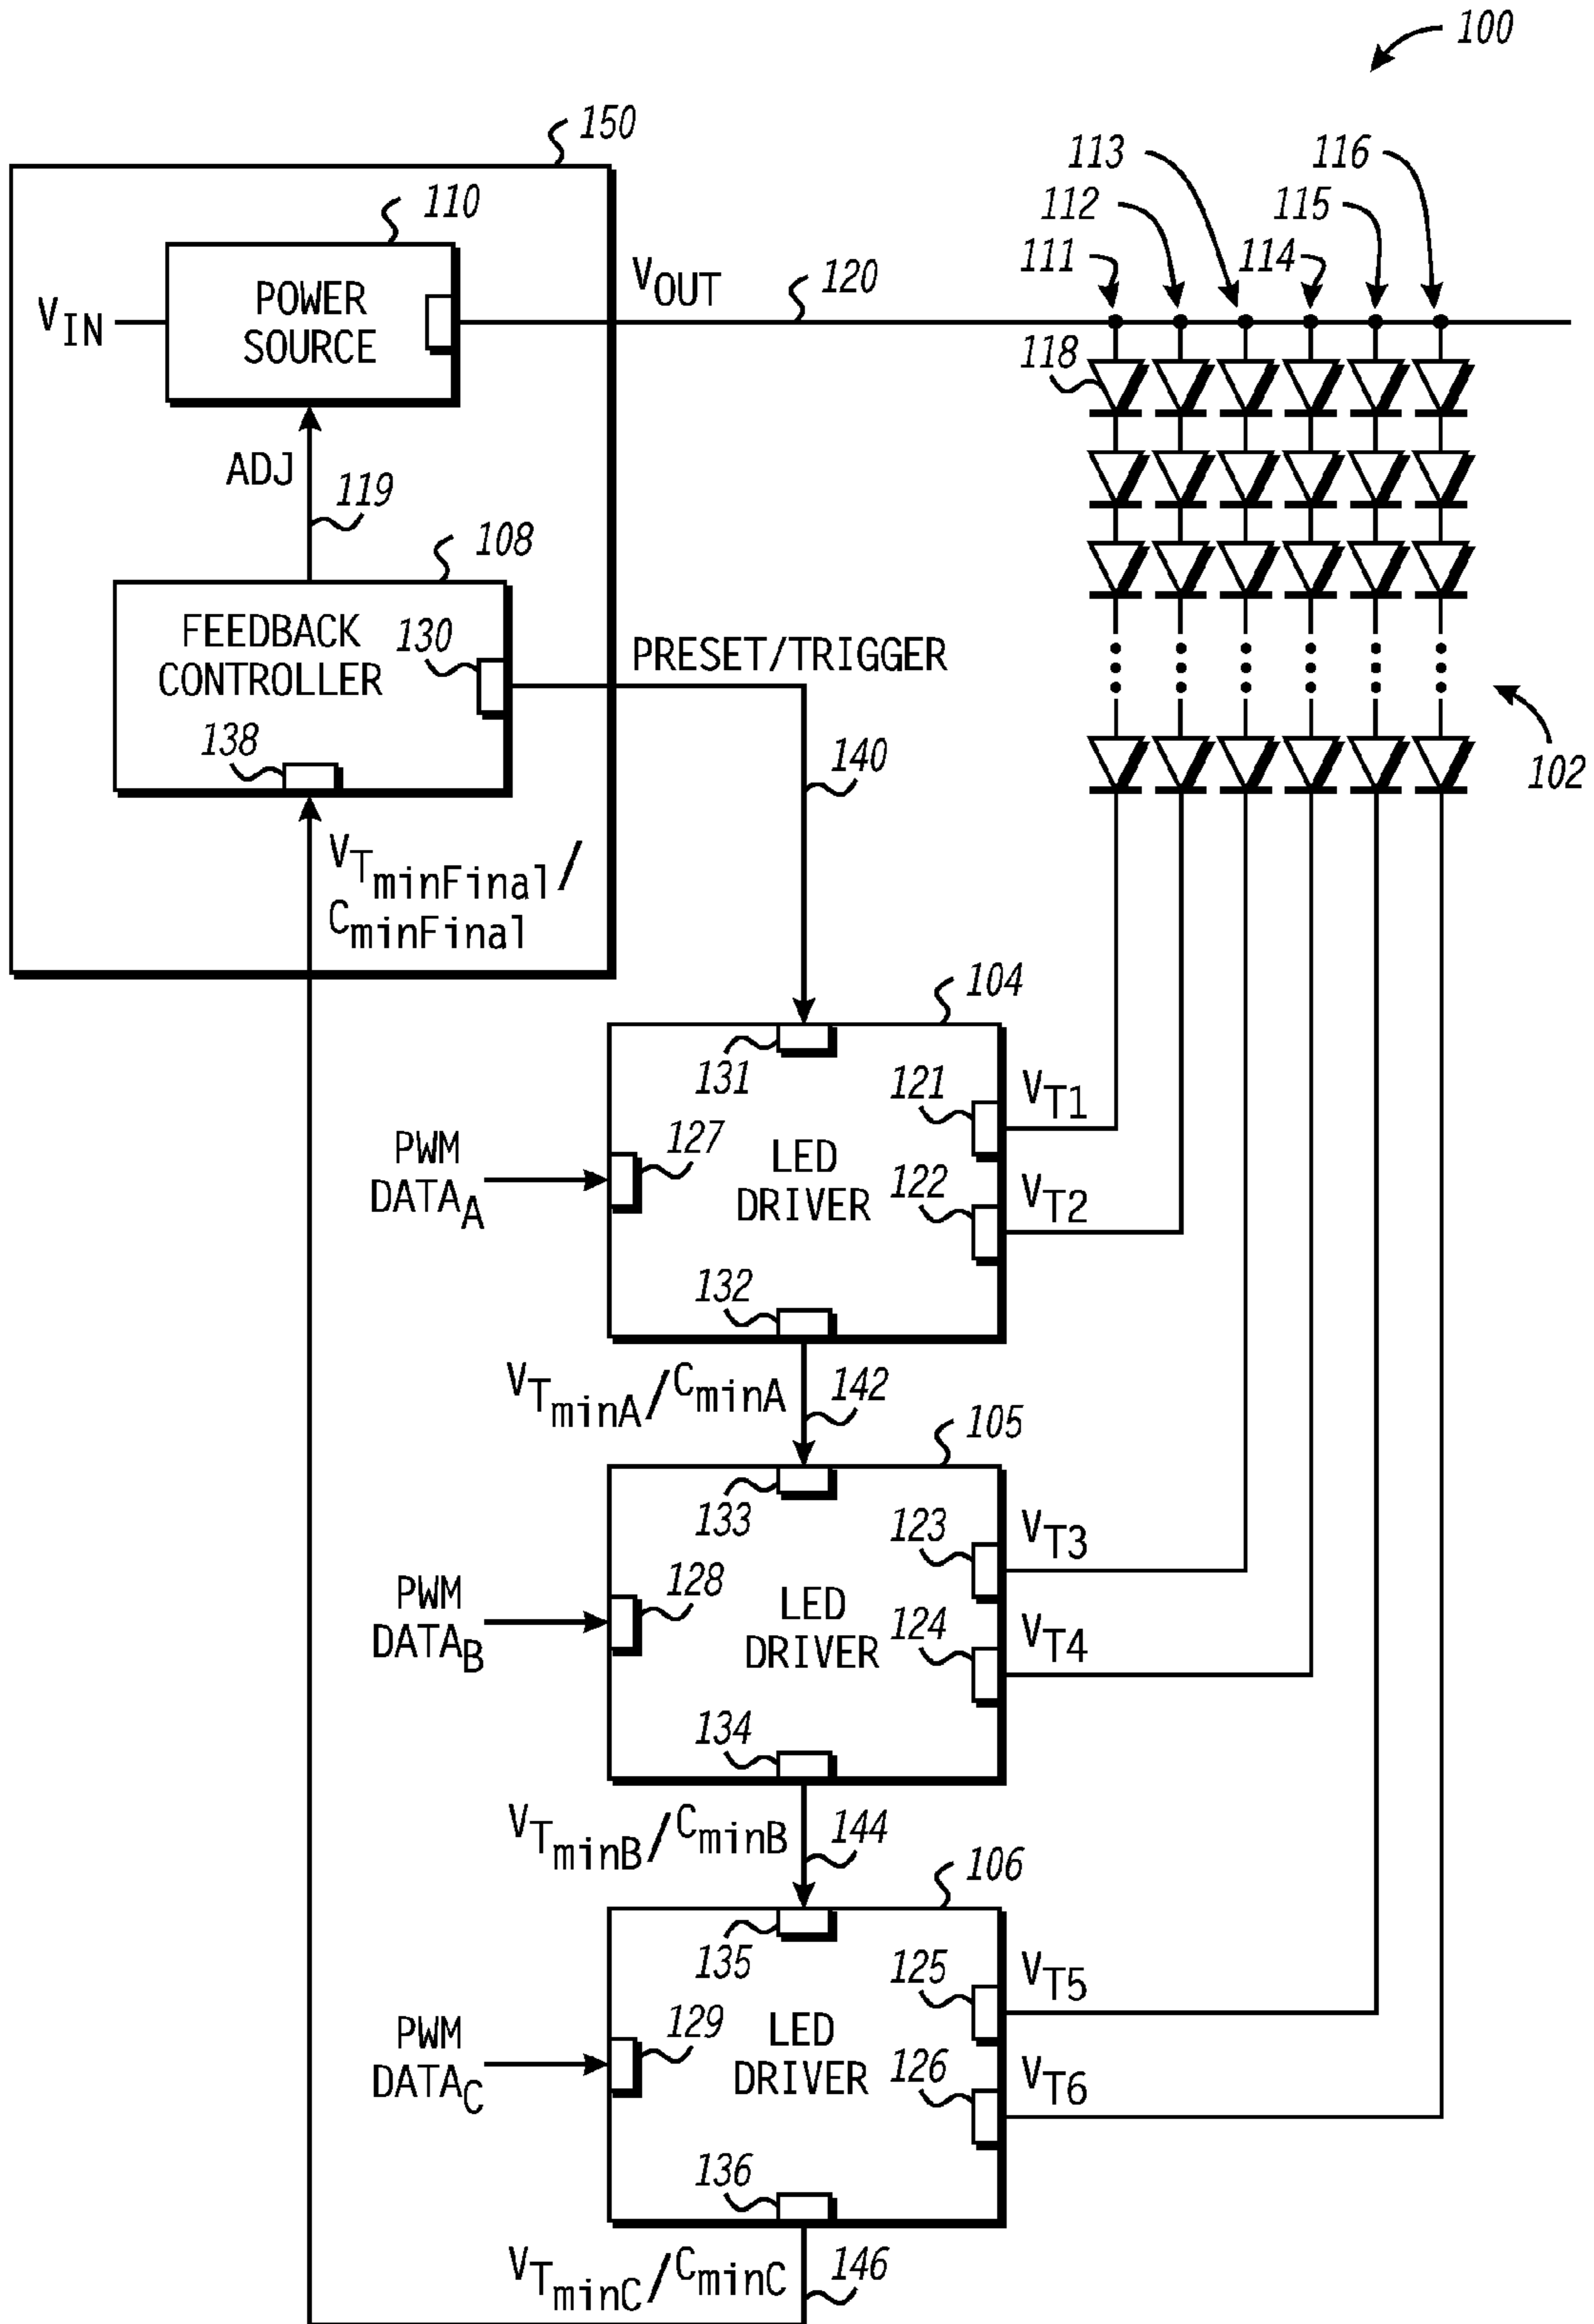 100
150
110
POWER
SOURCE
VIN
VOUT
120
113
116
112
115
111
114
118
ADJ
119
108
FEEDBACK
CONTROLLER
130
138
PRESET/TRIGGER
140
102
VTminFinal/
CminFinal
104
131
121
VT1
PWM
DATAA
127
LED
DRIVER
122
VT2
132
VTminA/CminA
142
105
133
123
VT3
PWM
DATAB
128
LED
DRIVER
124
VT4
134
VTminB/CminB
144
106
135
125
VT5
PWM
DATAC
129
LED
DRIVER
126
VT6
136
VTminC/CminC
146